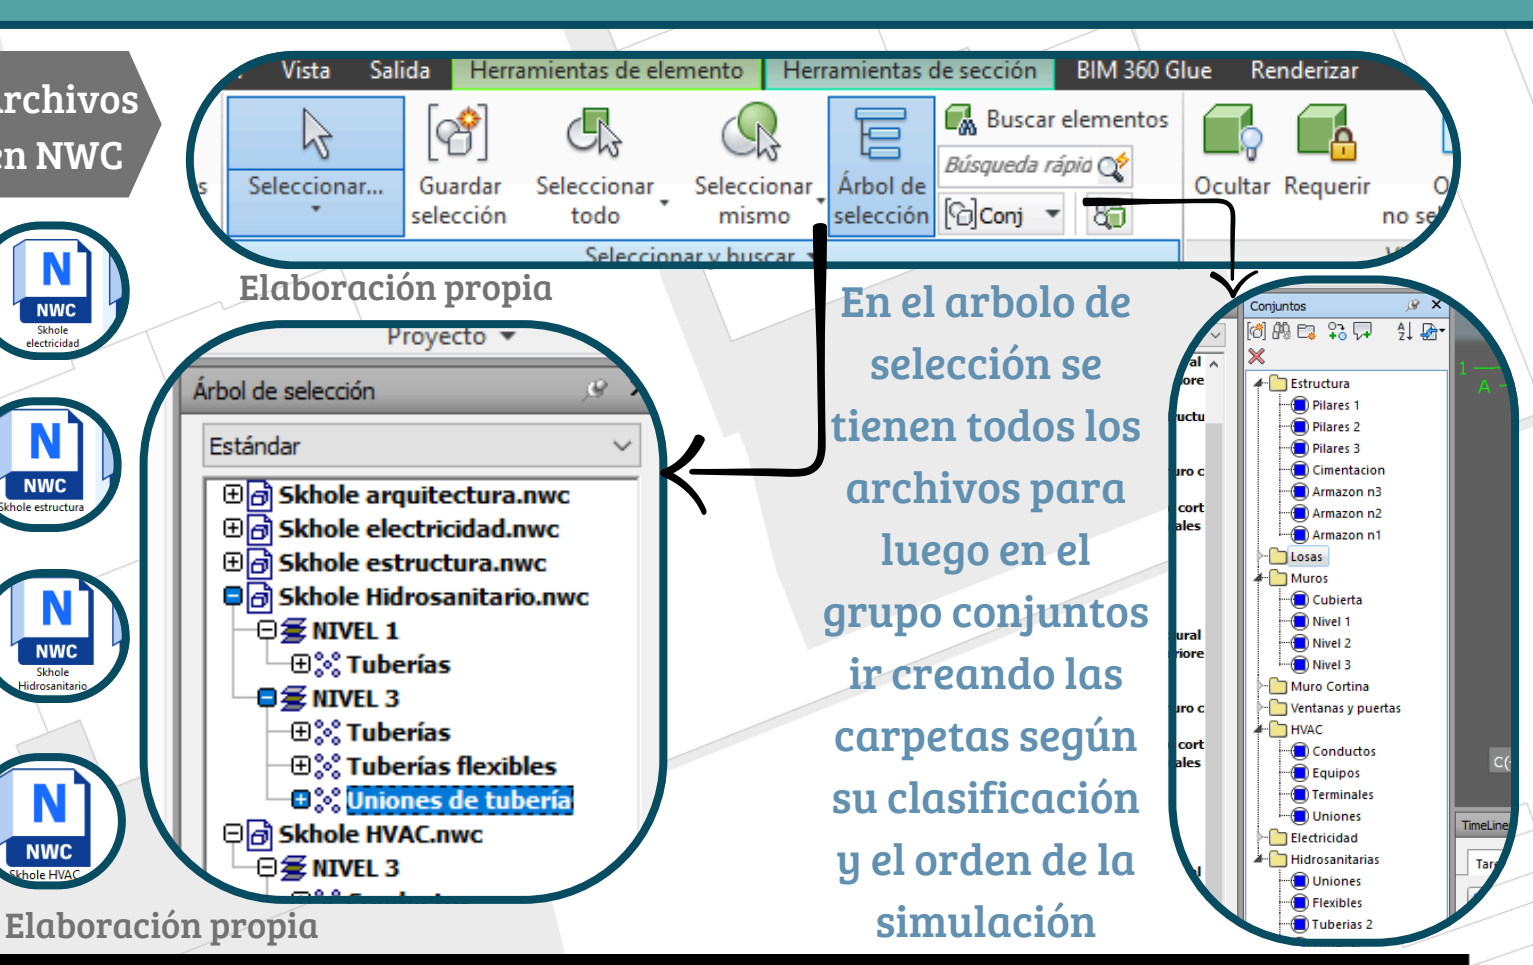 Archivos
en NWC
Vista Salida Herramientas de elemento Herramientas de sección BIM 360 Glue Renderizar
Seleccionar...
Guardar
selección
Seleccionar
todo
Seleccionar
mismo
Árbol de
selección
Buscar elementos
Búsqueda rápid
Conj
Ocultar
Requerir
Seleccionar y buscar
Elaboración propia
N
NWC
Skhole
electricidad
N
NWC
Skhole estructura
N
NWC
Skhole
Hidrosanitario
N
NWC
Skhole HVAC
Proyecto
Árbol de selección
Estándar
Skhole arquitectura.nwc
Skhole electricidad.nwc
Skhole estructura.nwc
Skhole Hidrosanitario.nwc
NIVEL 1
Tuberías
NIVEL 3
Tuberías
Tuberías flexibles
Uniones de tubería
Skhole HVAC.nwc
NIVEL 3
Elaboración propia
En el arbolo de
selección se
tienen todos los
archivos para
luego en el
grupo conjuntos
ir creando las
carpetas según
su clasificación
y el orden de la
simulación
Conjuntos
Estructura
Pilares 1
Pilares 2
Pilares 3
Cimentacion
Armazon n3
Armazon n2
Armazon n1
Losas
Muros
Cubierta
Nivel 1
Nivel 2
Nivel 3
Muro Cortina
Ventanas y puertas
HVAC
Conductos
Equipos
Terminales
Uniones
Electricidad
Hidrosanitarias
Uniones
Flexibles
Tuberias 2
1
A
TimeLine